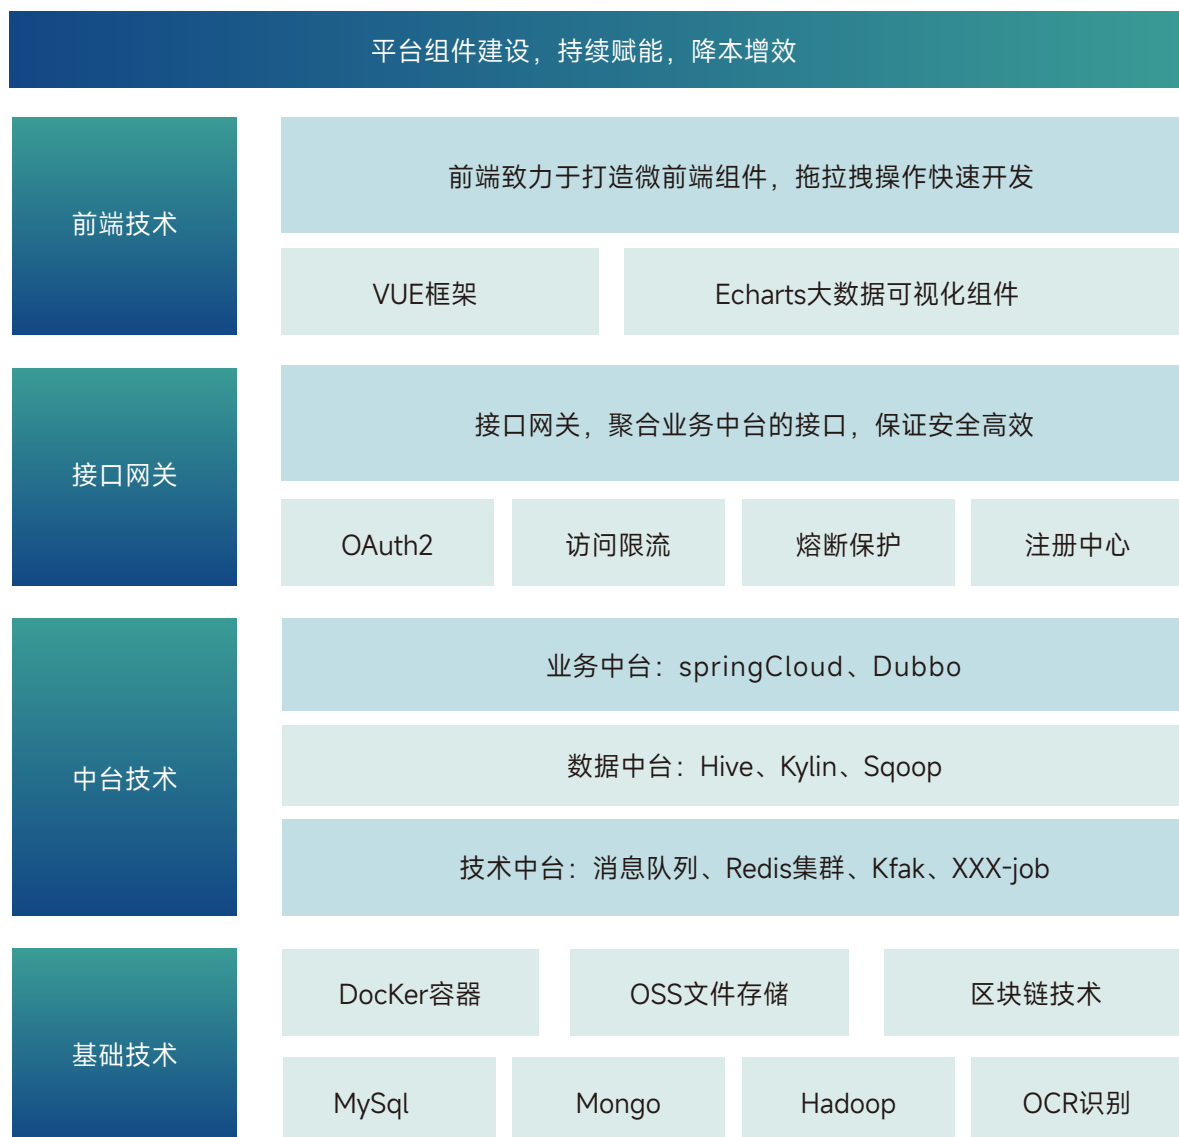 平台组件建设，持续赋能，降本增效
前端技术
前端致力于打造微前端组件，拖拉拽操作快速开发
VUE框架
Echarts大数据可视化组件
接口网关
接口网关，聚合业务中台的接口，保证安全高效
OAuth2
访问限流
熔断保护
注册中心
中台技术
业务中台：springCloud、Dubbo
数据中台：Hive、Kylin、Sqoop
技术中台：消息队列、Redis集群、Kfak、XXX-job
基础技术
DocKer容器
OSS文件存储
区块链技术
MySql
Mongo
Hadoop
OCR识别